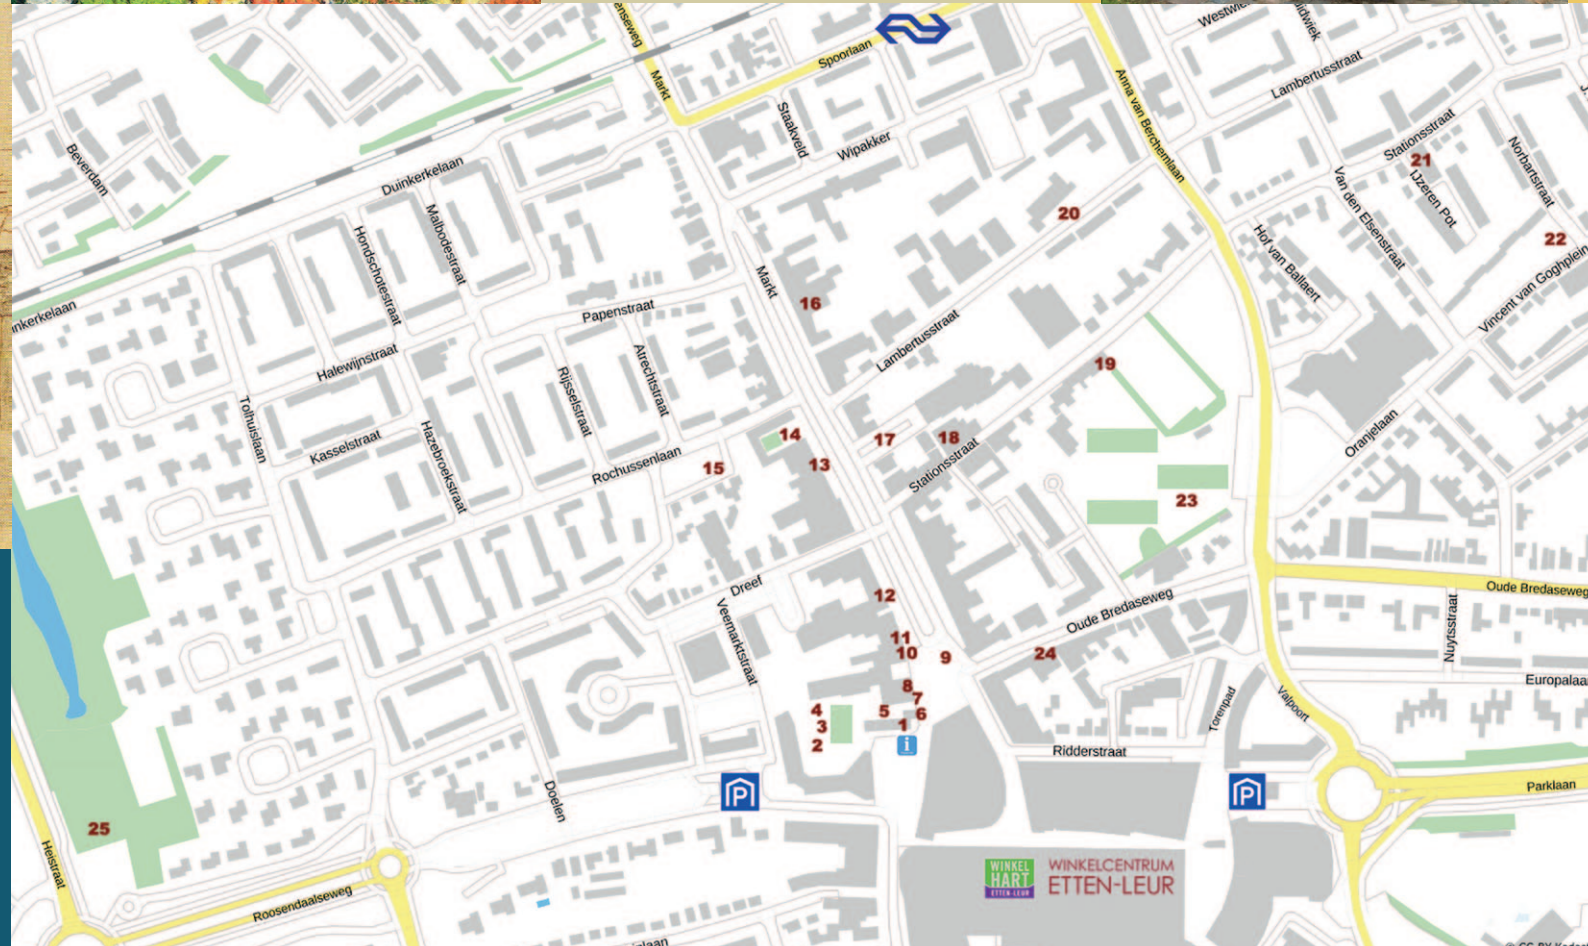 Markt
Spoorlaan
Lambertusstraat
Anna van Berchemlaan
Stationsstraat
Staakveld
Wipakker
Beverdam
Duinkerkelaan
Malbodestraat
Hondschotestraat
Norbartstraat
21
IJzeren Pot
Van den Elsenstraat
20
22
Hof van Ballaert
Vincent van Goghplein
Markt
16
Papenstraat
Lambertusstraat
Halewijnstraat
Atrechtstraat
Rijsselstraat
19
Tolhuislaan
Kasselstraat
Hazebroekstraat
Rochussenlaan
14
15
13
17
18
Stationsstraat
Oranjelaan
23
Dreef
Veemarktstraat
12
Oude Bredaseweg
Oude Bredaseweg
Nuytsstraat
11
10
9
24
8
7
6
5
4
3
2
1
i
Torenpad
Valpoort
Ridderstraat
P
P
Parklaan
Doelen
25
Heistraat
Roosendaalseweg
WINKEL
HART
ETTEN-LEUR
WINKELCENTRUM
ETTEN-LEUR